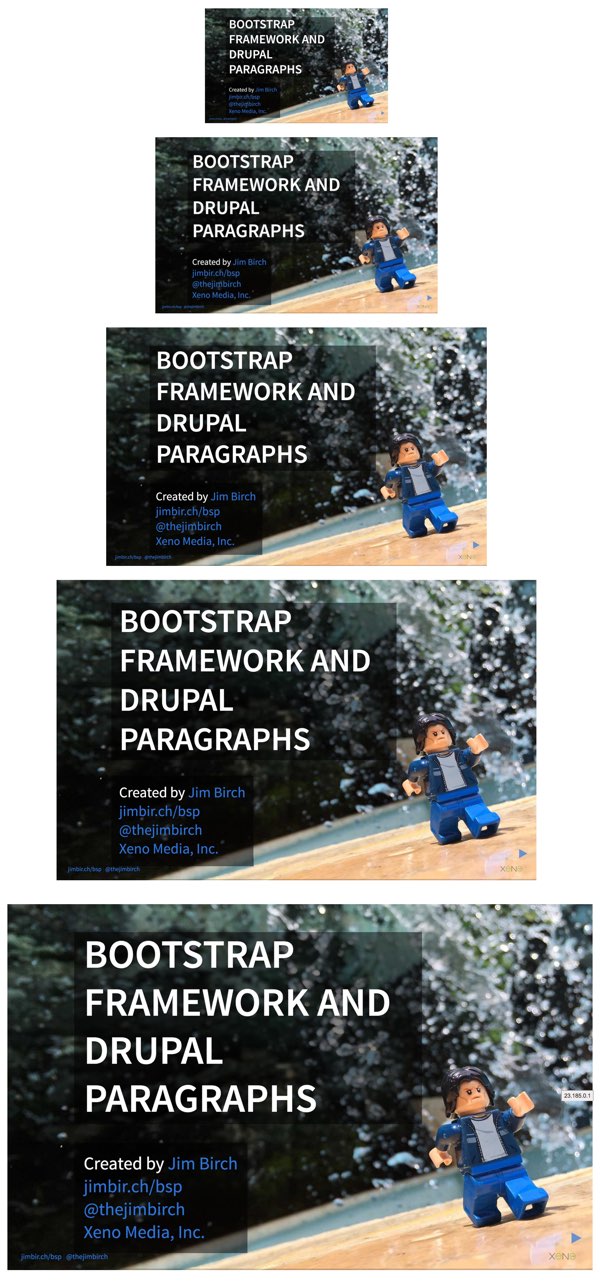 BOOTSTRAP
FRAMEWORK AND
DRUPAL
PARAGRAPHS
Created by Jim Birch
jimbir.ch/bsp
@thejimbirch
Xeno Media, Inc.
BOOTSTRAP
FRAMEWORK AND
DRUPAL
PARAGRAPHS
Created by Jim Birch
jimbir.ch/bsp
@thejimbirch
Xeno Media, Inc.
jimbir.ch/bsp @thejimbirch
XENO
BOOTSTRAP
FRAMEWORK AND
DRUPAL
PARAGRAPHS
Created by Jim Birch
jimbir.ch/bsp
@thejimbirch
Xeno Media, Inc.
jimbir.ch/bsp @thejimbirch
XENO
BOOTSTRAP
FRAMEWORK AND
DRUPAL
PARAGRAPHS
Created by Jim Birch
jimbir.ch/bsp
@thejimbirch
Xeno Media, Inc.
jimbir.ch/bsp @thejimbirch
XENO
BOOTSTRAP
FRAMEWORK AND
DRUPAL
PARAGRAPHS
23.185.0.1
Created by Jim Birch
jimbir.ch/bsp
@thejimbirch
Xeno Media, Inc.
jimbir.ch/bsp @thejimbirch
XENO